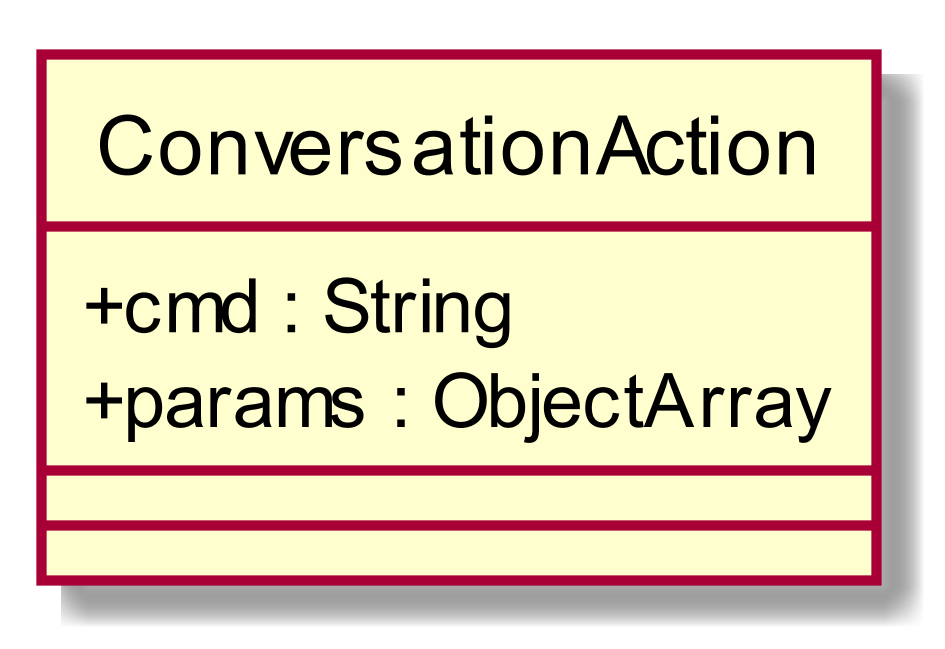 ConversationAction
+cmd : String
+params : ObjectArray